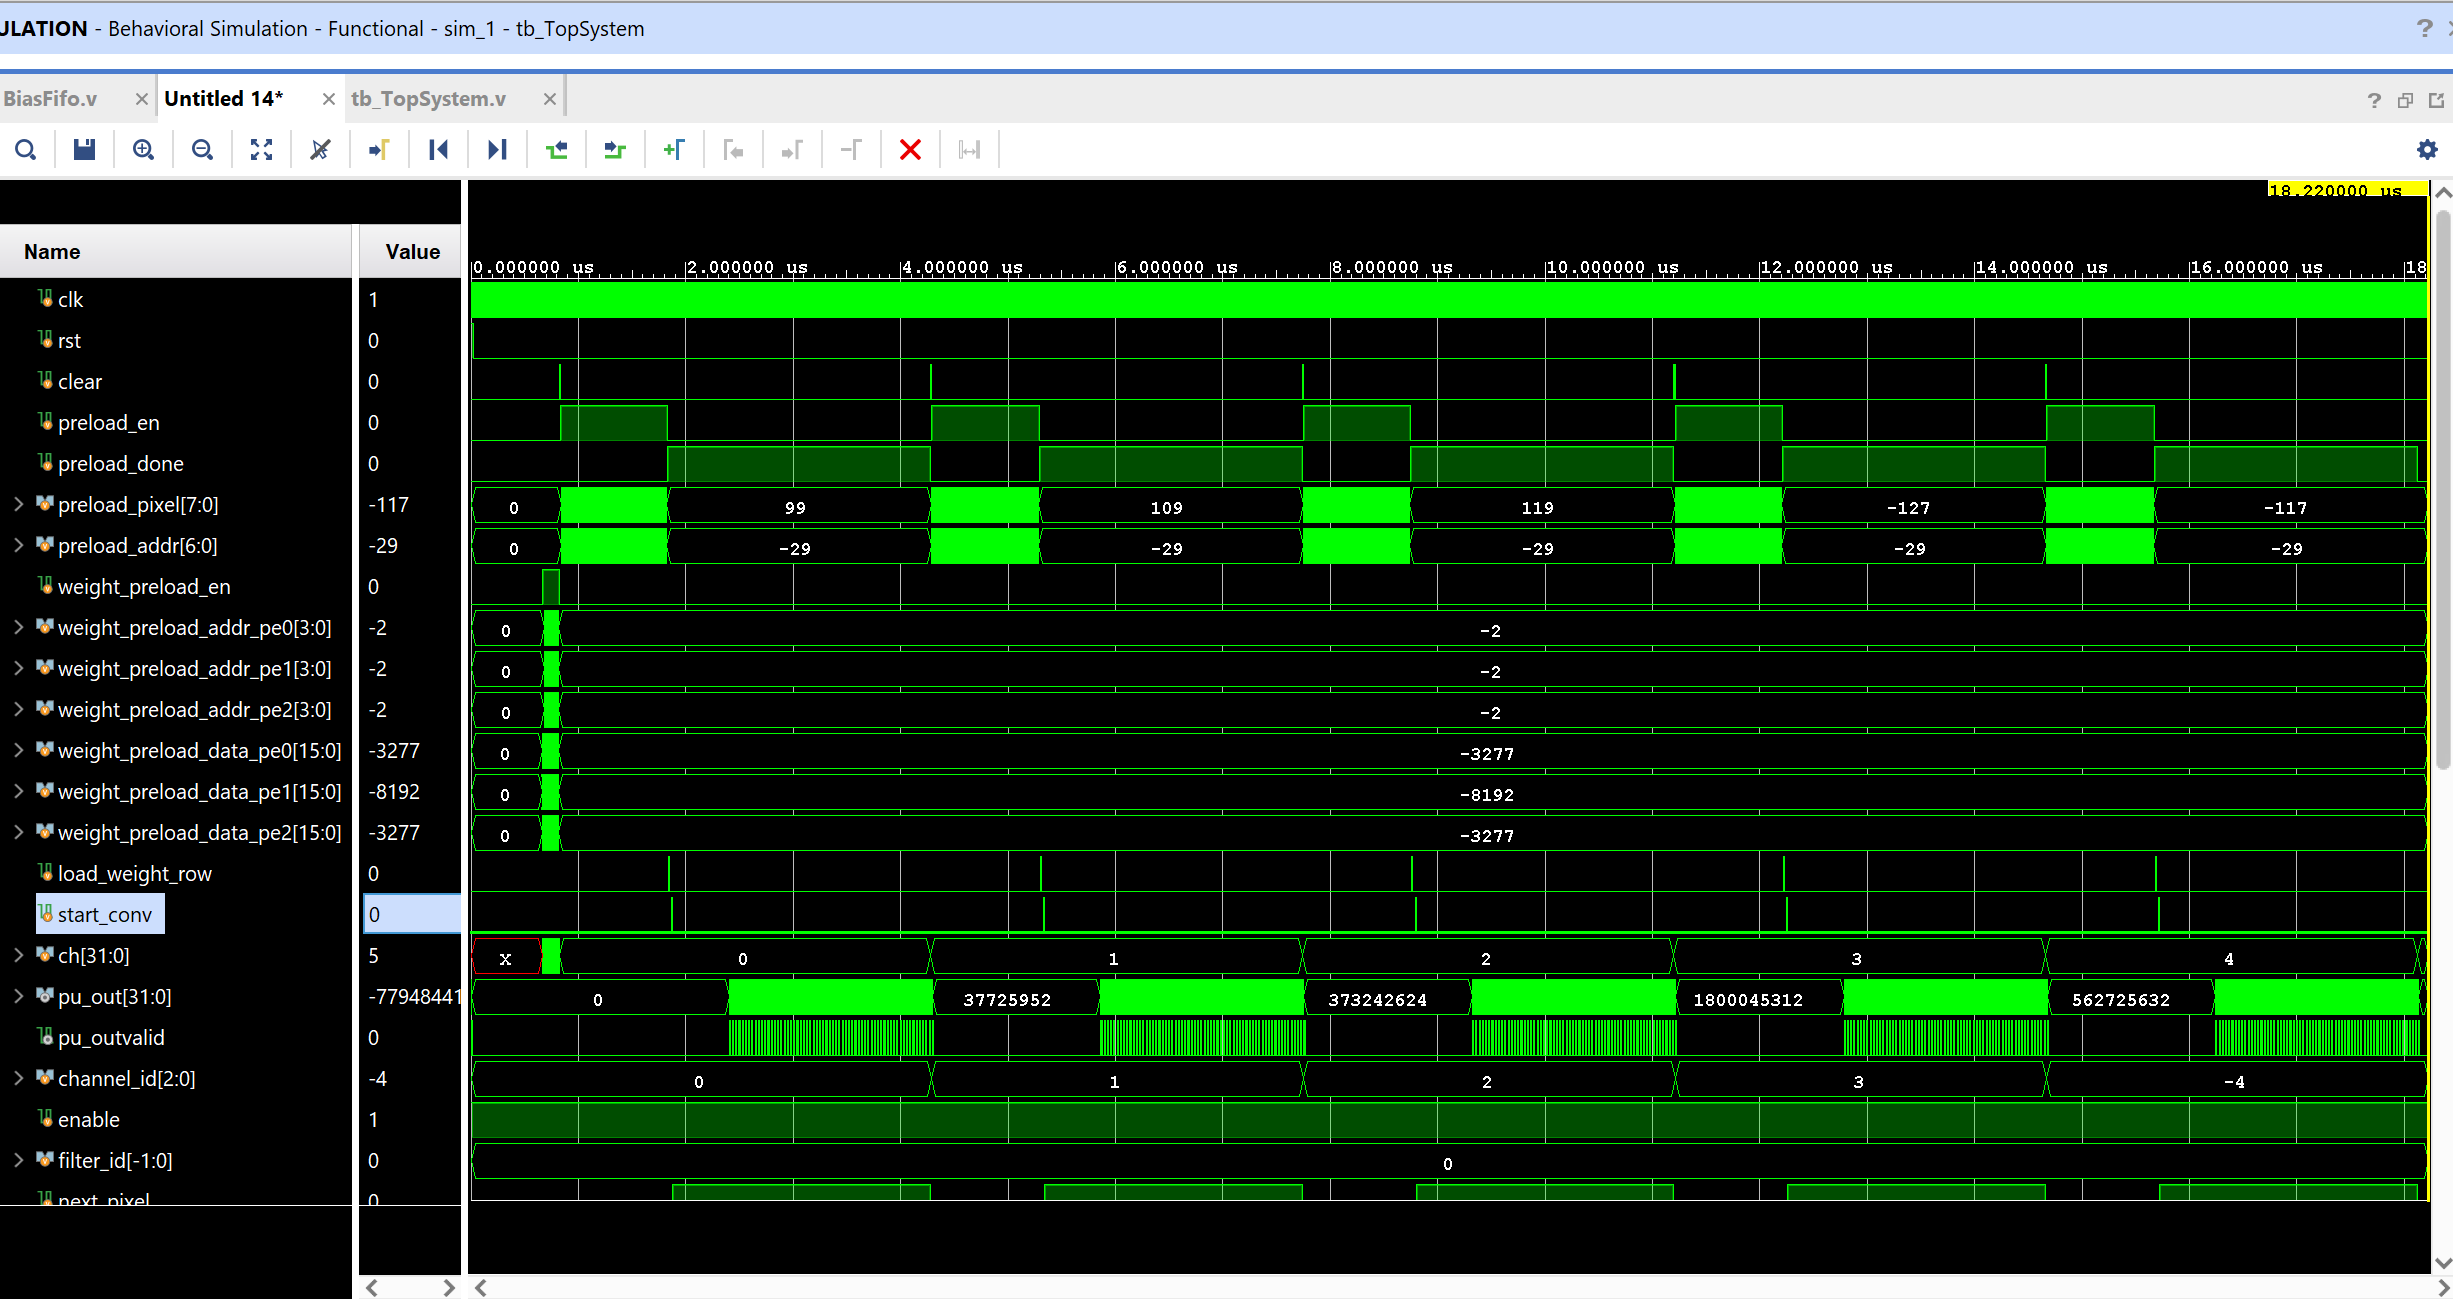 ULATION - Behavioral Simulation - Functional - sim_1 - tb_TopSystem
BiasFifo.v
Untitled 14*
tb_TopSystem.v
18.220000 us
Name Value
0.000000 us 2.000000 us 4.000000 us 6.000000 us 8.000000 us 10.000000 us 12.000000 us 14.000000 us 16.000000 us 18
clk 1
rst 0
clear 0
preload_en 0
preload_done 0
preload_pixel[7:0] -117 0 99 109 119 -127 -117
preload_addr[6:0] -29 0 -29 -29 -29 -29 -29
weight_preload_en 0
weight_preload_addr_pe0[3:0] -2 0 -2
weight_preload_addr_pe1[3:0] -2 0 -2
weight_preload_addr_pe2[3:0] -2 0 -2
weight_preload_data_pe0[15:0] -3277 0 -3277
weight_preload_data_pe1[15:0] -8192 0 -8192
weight_preload_data_pe2[15:0] -3277 0 -3277
load_weight_row 0
start_conv 0
ch[31:0] 5 X 0 1 2 3 4
pu_out[31:0] -77948441 0 37725952 373242624 1800045312 562725632
pu_outvalid 0
channel_id[2:0] -4 0 1 2 3 -4
enable 1
filter_id[-1:0] 0 0
next_pixel 0